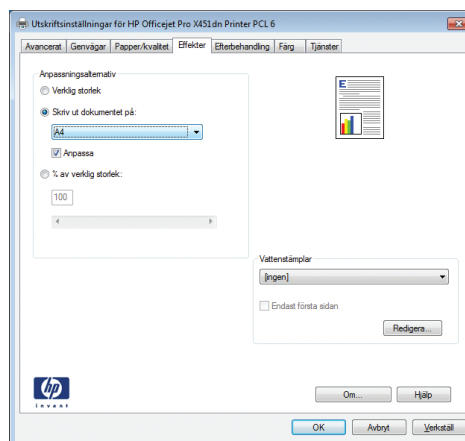 Utskriftsinställningar för HP Officejet Pro X451dn Printer PCL 6
Avancerat Genvägar Papper/kvalitet Effekter Efterbehandling Färg Tjänster
Anpassningsalternativ
Verklig storlek
Skriv ut dokumentet på:
A4
Anpassa
% av verklig storlek:
100
E
Vattenstämplar
[ingen]
Endast första sidan
Redigera...
hp
invent
Om... Hjälp
OK Avbryt Verkställ